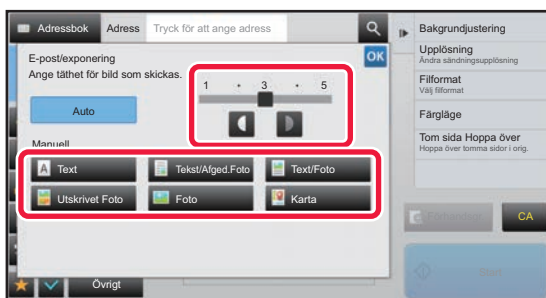 Adressbok Adress Tryck för att ange adress
E-post/exponering
OK
Ange täthet för bild som skickas.
1 • 3 • 5
Auto
Manuell
A Text Tekst/Afged.Foto Text/Foto
Utskrivet Foto Foto Karta
Övrigt
Bakgrundjustering
Upplösning
Ändra sändningsupplösning
Filformat
Välj filformat
Färgläge
Tom sida Hoppa över
Hoppa över tomma sidor i orig.
CA
Start